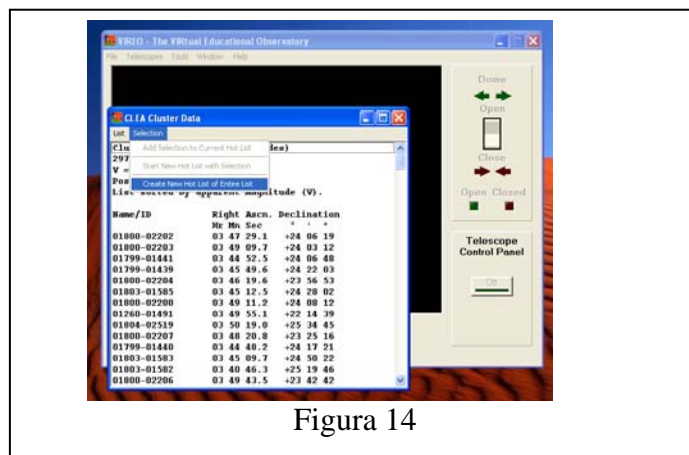 VIREO - The VIRtual Educational Observatory
File Telescopes Tools Window Help
CLEA Cluster Data
List Selection
Add Selection to Current Hot List
Start New Hot List with Selection
Create New Hot List of Entire List
Clu des)
297
V =
Pos
List sorted by apparent magnitude (V).
Name/ID Right Ascn. Declination
Hr Mn Sec ° ' "
01800-02202 03 47 29.1 +24 06 19
01800-02203 03 49 09.7 +24 03 12
01799-01441 03 44 52.5 +24 06 48
01799-01439 03 45 49.6 +24 22 03
01800-02204 03 46 19.6 +23 56 53
01803-01585 03 45 12.5 +24 28 02
01800-02200 03 49 11.2 +24 08 12
01260-01491 03 49 55.1 +22 14 39
01804-02519 03 50 19.0 +25 34 45
01800-02207 03 48 20.8 +23 25 16
01799-01440 03 44 48.2 +24 17 21
01803-01583 03 45 09.7 +24 50 22
01803-01582 03 40 46.3 +25 19 46
01800-02206 03 49 43.5 +23 42 42
Dome
Open
Close
Open Closed
Telescope
Control Panel
Off
Figura 14